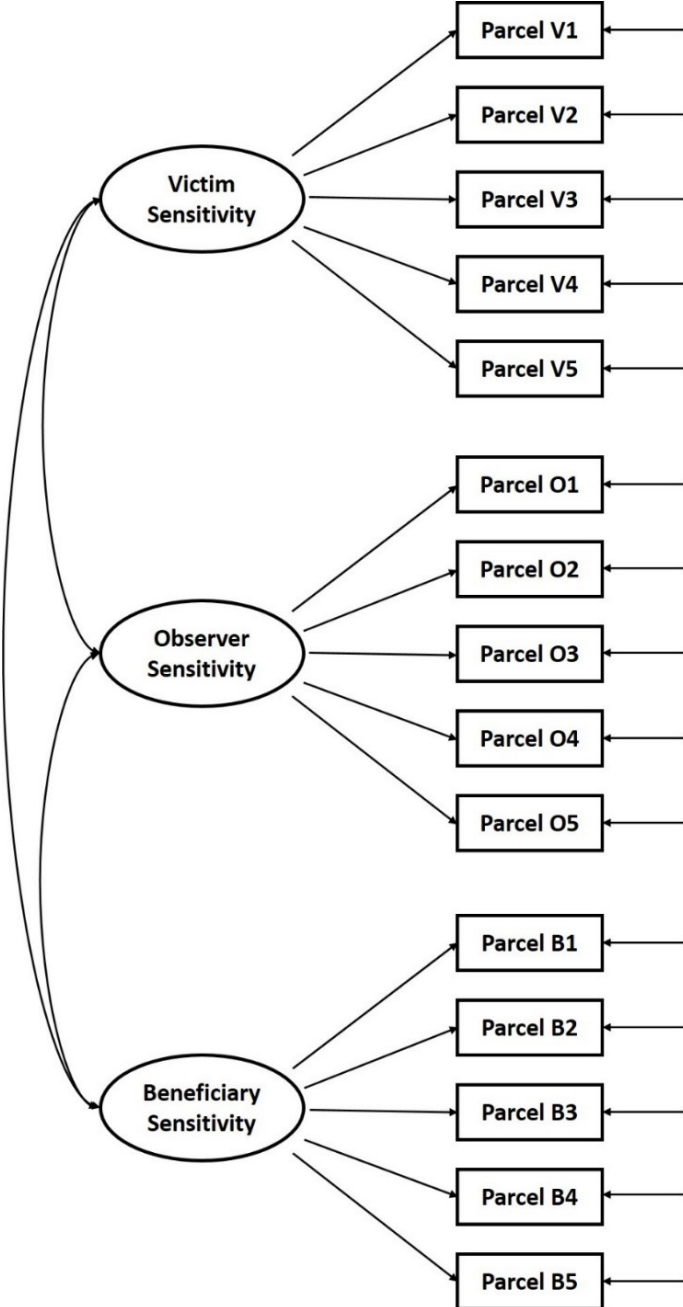 Parcel V1
Parcel V2
Victim
Sensitivity
Parcel V3
Parcel V4
Parcel V5
Parcel O1
Parcel O2
Observer
Sensitivity
Parcel O3
Parcel O4
Parcel O5
Parcel B1
Parcel B2
Beneficiary
Sensitivity
Parcel B3
Parcel B4
Parcel B5